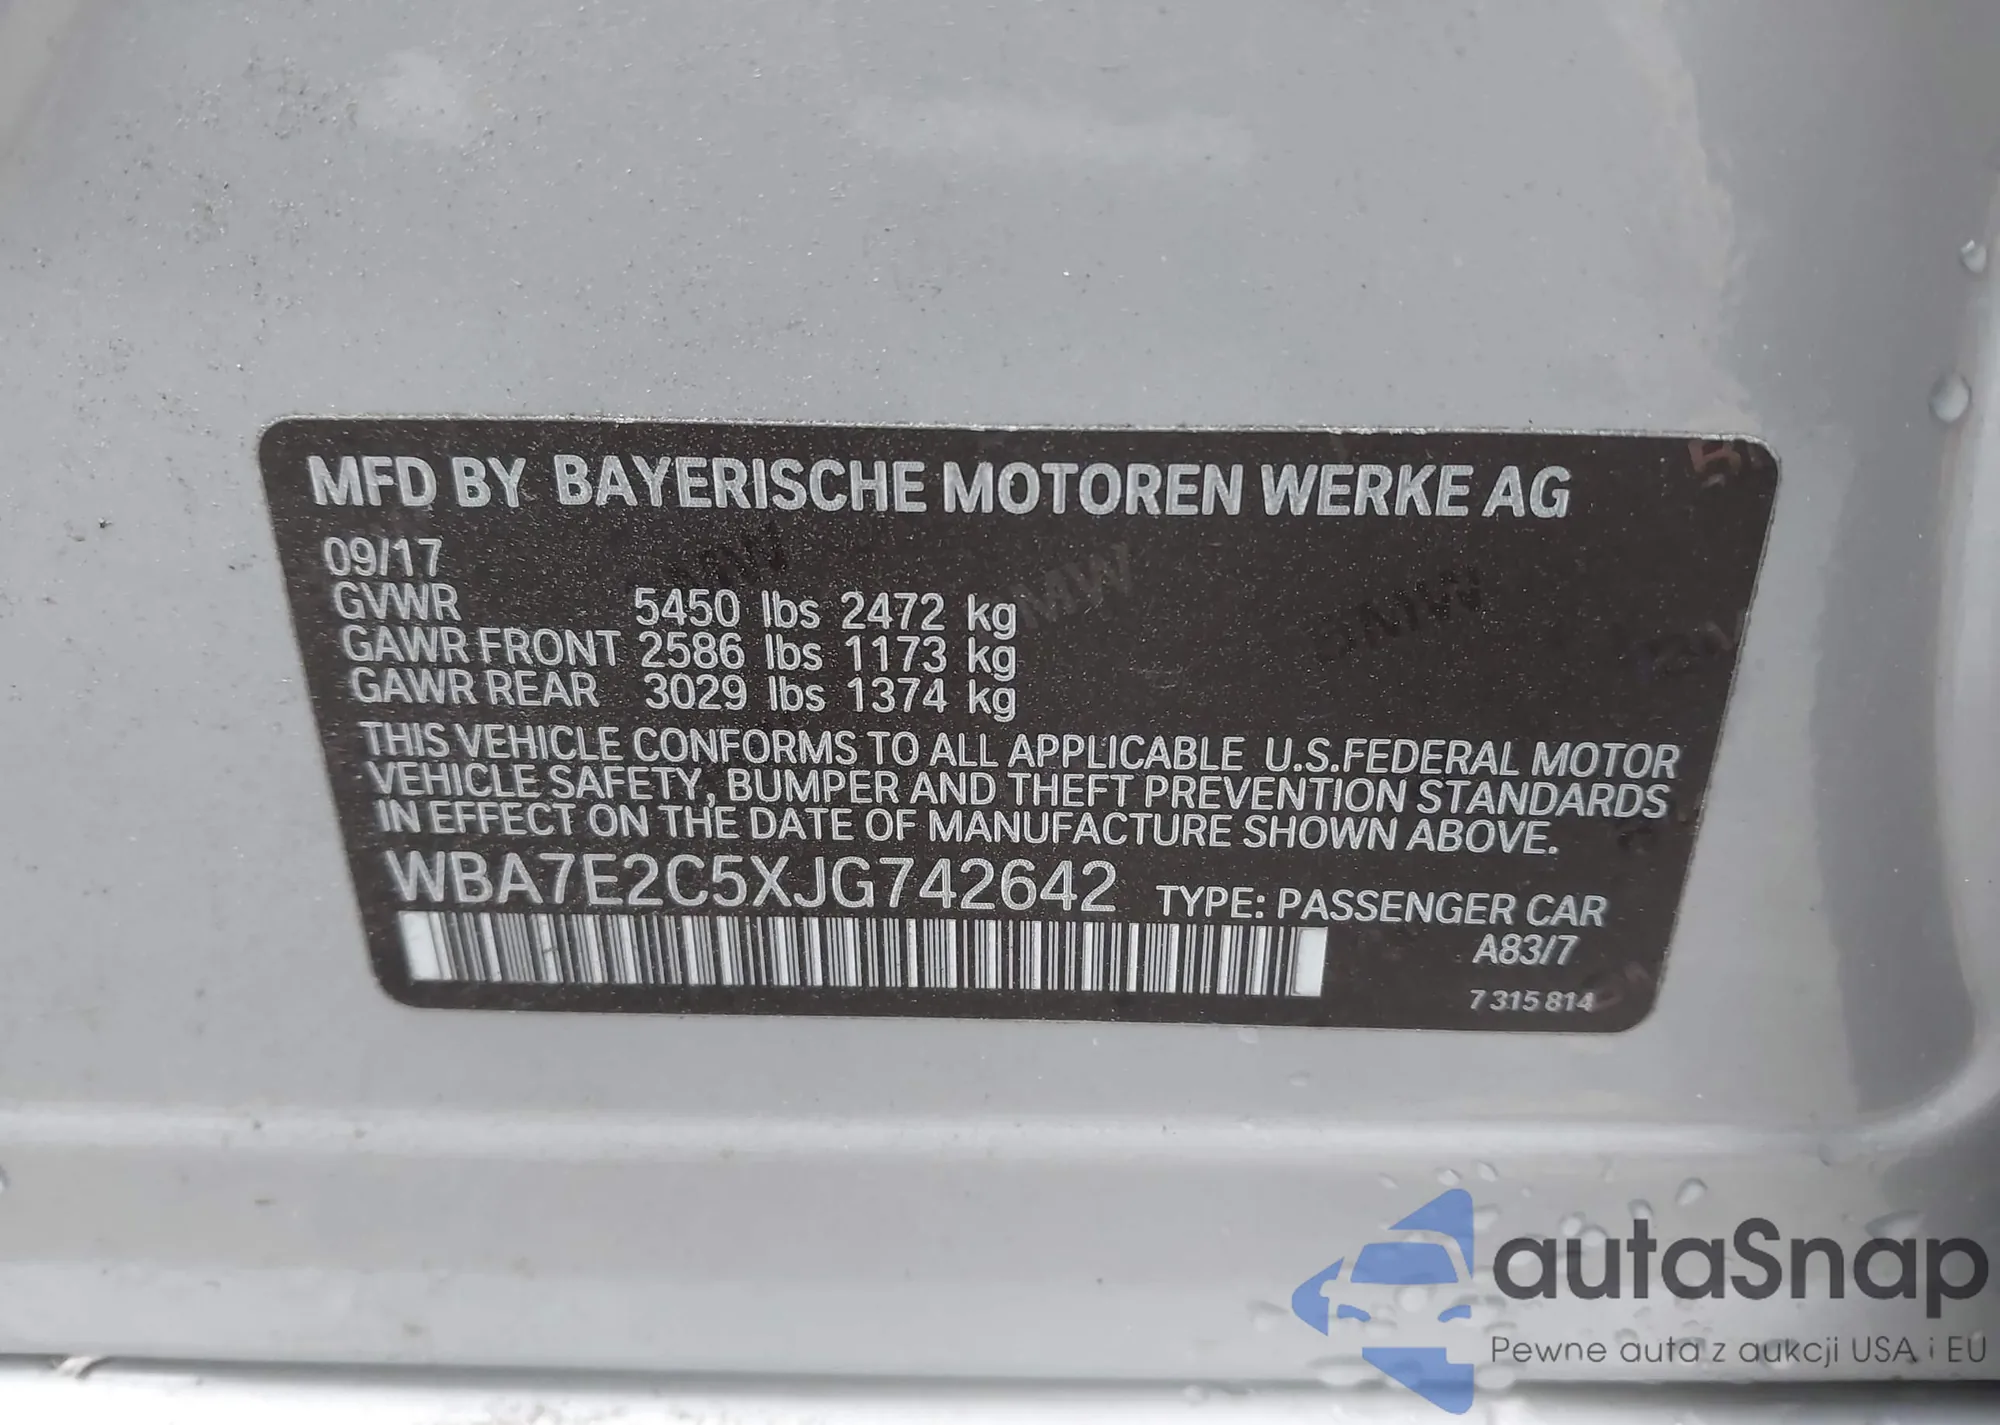 MFD BY BAYERISCHE MOTOREN WERKE AG
09/17
GVWR 5450 lbs 2472 kg
GAWR FRONT 2586 lbs 1173 kg
GAWR REAR 3029 lbs 1374 kg
THIS VEHICLE CONFORMS TO ALL APPLICABLE U.S.FEDERAL MOTOR
VEHICLE SAFETY, BUMPER AND THEFT PREVENTION STANDARDS
IN EFFECT ON THE DATE OF MANUFACTURE SHOWN ABOVE.
WBA7E2C5XJG742642 TYPE: PASSENGER CAR
A83/7
7 315 814
autaSnap
Pewne auta z aukcji USA i EU